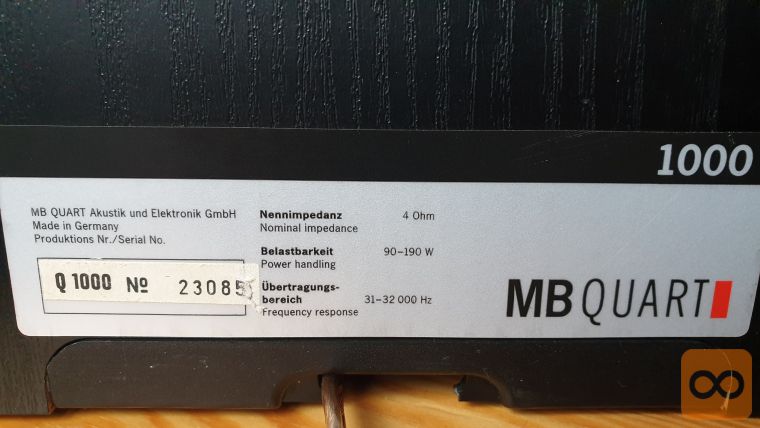 1000
MB QUART Akustik und Elektronik GmbH
Made in Germany
Produktions Nr./Serial No.
Q 1000 Nº 23085
Nennimpedanz 4 Ohm
Nominal impedance
Belastbarkeit 90–190 W
Power handling
Übertragungs-
bereich 31–32 000 Hz
Frequency response
MB QUART